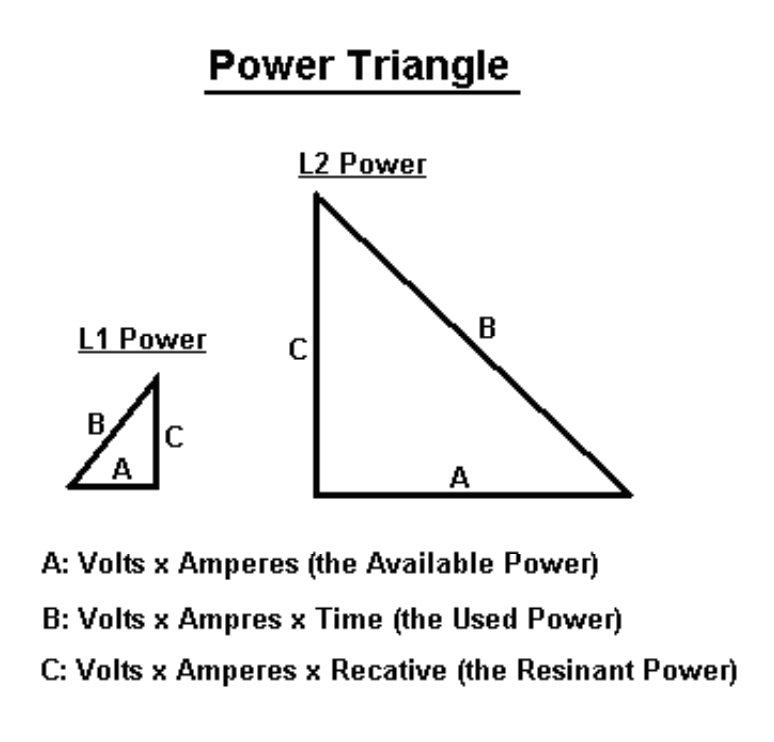 Power Triangle
L2 Power
L1 Power
B
C
A
C
B
A
A: Volts x Amperes (the Available Power)
B: Volts x Ampres x Time (the Used Power)
C: Volts x Amperes x Recative (the Resinant Power)